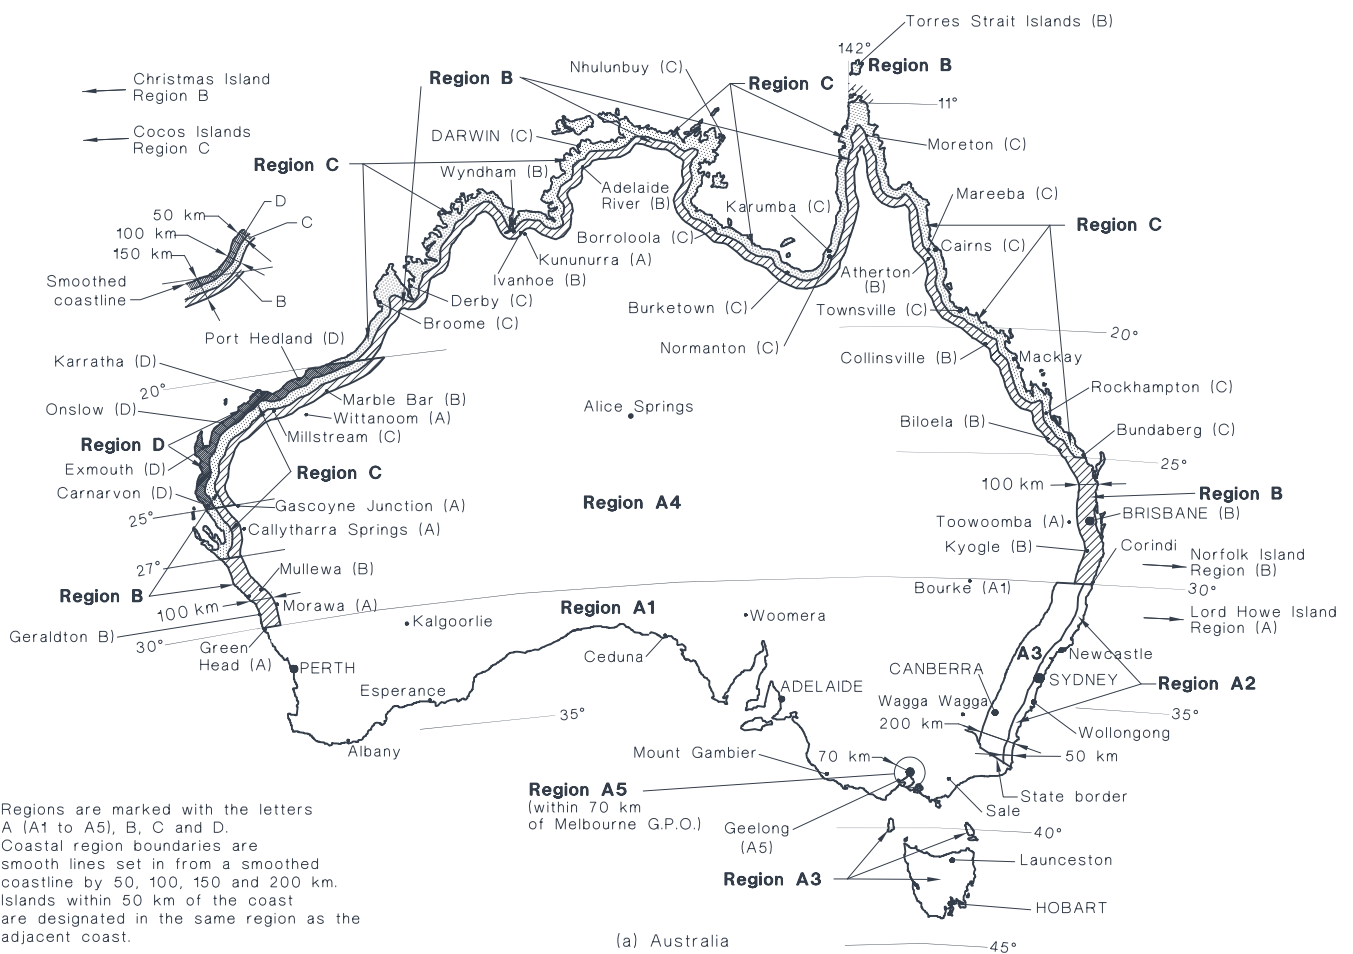 Torres Strait Islands (B)
142°
Region B
11°
Nhulunbuy (C)
Region C
Region B
Christmas Island
Region B
Cocos Islands
Region C
DARWIN (C)
Moreton (C)
Region C
Wyndham (B)
Adelaide
River (B)
Mareeba (C)
Karumba (C)
Region C
D
50 km
C
100 km
150 km
Smoothed
coastline
B
Borroloola (C)
Cairns (C)
Kununurra (A)
Ivanhoe (B)
Atherton
(B)
Derby (C)
Broome (C)
Burketown (C)
Townsville (C)
Port Hedland (D)
Normanton (C)
20°
Collinsville (B)
Mackay
Karratha (D)
20°
Rockhampton (C)
Marble Bar (B)
Wittanoom (A)
Alice Springs
Onslow (D)
Millstream (C)
Biloela (B)
Bundaberg (C)
Region D
Exmouth (D)
Region C
25°
100 km
Carnarvon (D)
Region B
Gascoyne Junction (A)
Region A4
25°
Callytharra Springs (A)
Toowoomba (A)
BRISBANE (B)
Kyogle (B)
Corindi
Norfolk Island
Region (B)
27°
Mullewa (B)
Bourke (A1)
30°
Region B
100 km
Morawa (A)
Region A1
Woomera
Lord Howe Island
Region (A)
Geraldton B)
30°
Kalgoorlie
Green
Head (A)
Ceduna
PERTH
A3
Newcastle
CANBERRA
SYDNEY
Region A2
Esperance
ADELAIDE
Wagga Wagga
35°
35°
200 km
Wollongong
Albany
Mount Gambier
70 km
50 km
Region A5
(within 70 km
of Melbourne G.P.O.)
State border
Sale
Geelong
(A5)
40°
Regions are marked with the letters
A (A1 to A5), B, C and D.
Coastal region boundaries are
smooth lines set in from a smoothed
coastline by 50, 100, 150 and 200 km.
Islands within 50 km of the coast
are designated in the same region as the
adjacent coast.
Launceston
Region A3
HOBART
(a) Australia
45°